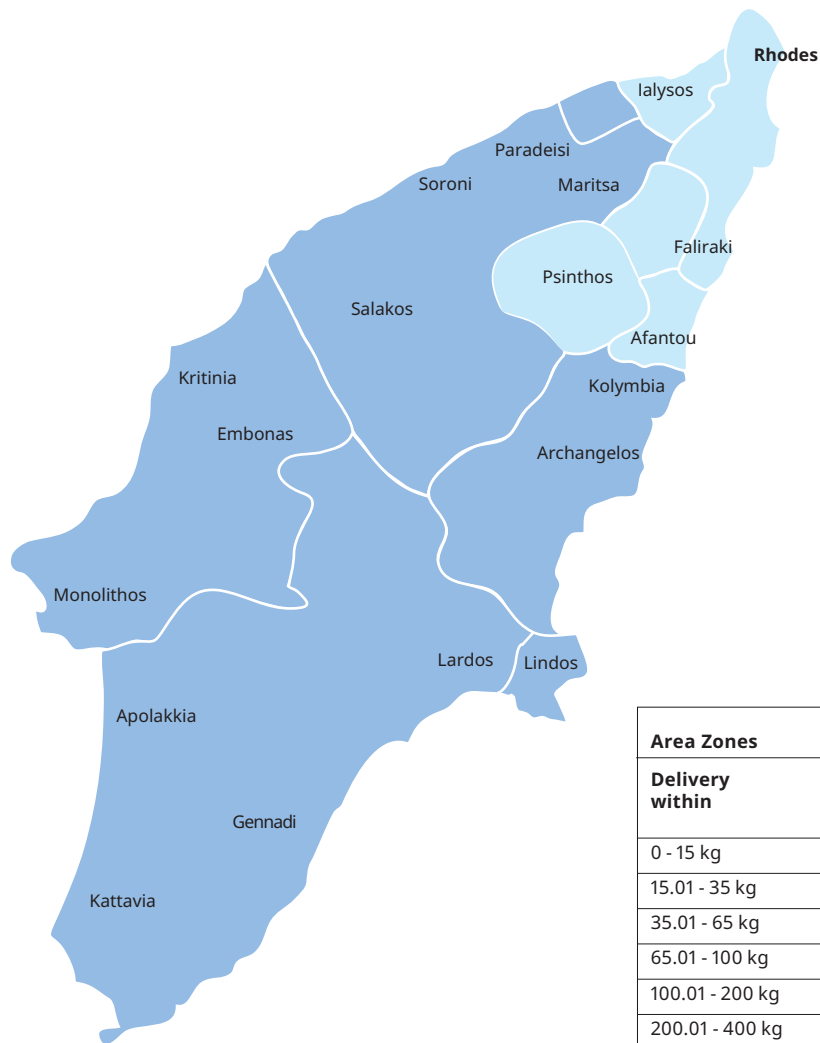 Rhodes
Ialysos
Paradeisi
Soroni
Maritsa
Faliraki
Psinthos
Salakos
Afantou
Kritinia
Kolymbia
Embonas
Archangelos
Monolithos
Lardos
Lindos
Apolakkia
Gennadi
Kattavia
Area Zones
Delivery
within
0 - 15 kg
15.01 - 35 kg
35.01 - 65 kg
65.01 - 100 kg
100.01 - 200 kg
200.01 - 400 kg